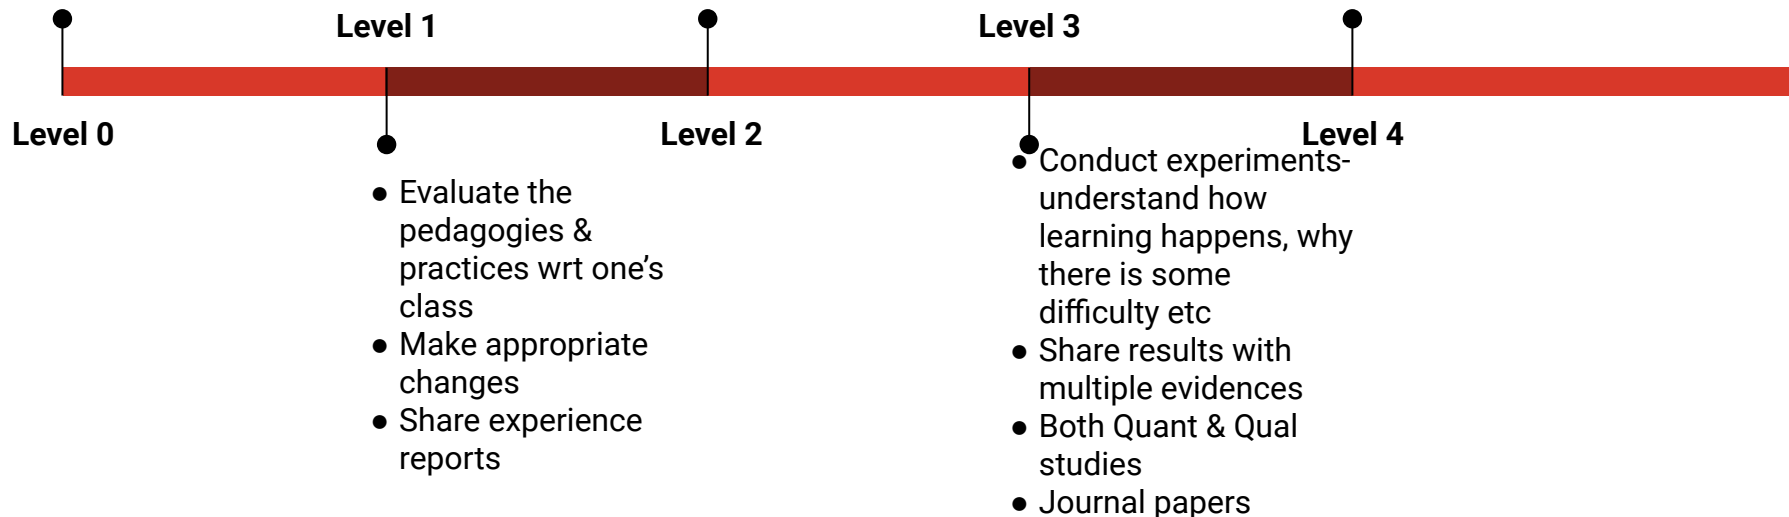 Level 1
Level 3
Level 0
Level 2
Level 4
● Evaluate the
pedagogies &
practices wrt one’s
class
● Make appropriate
changes
● Share experience
reports
● Conduct experiments-
understand how
learning happens, why
there is some
difficulty etc
● Share results with
multiple evidences
● Both Quant & Qual
studies
● Journal papers